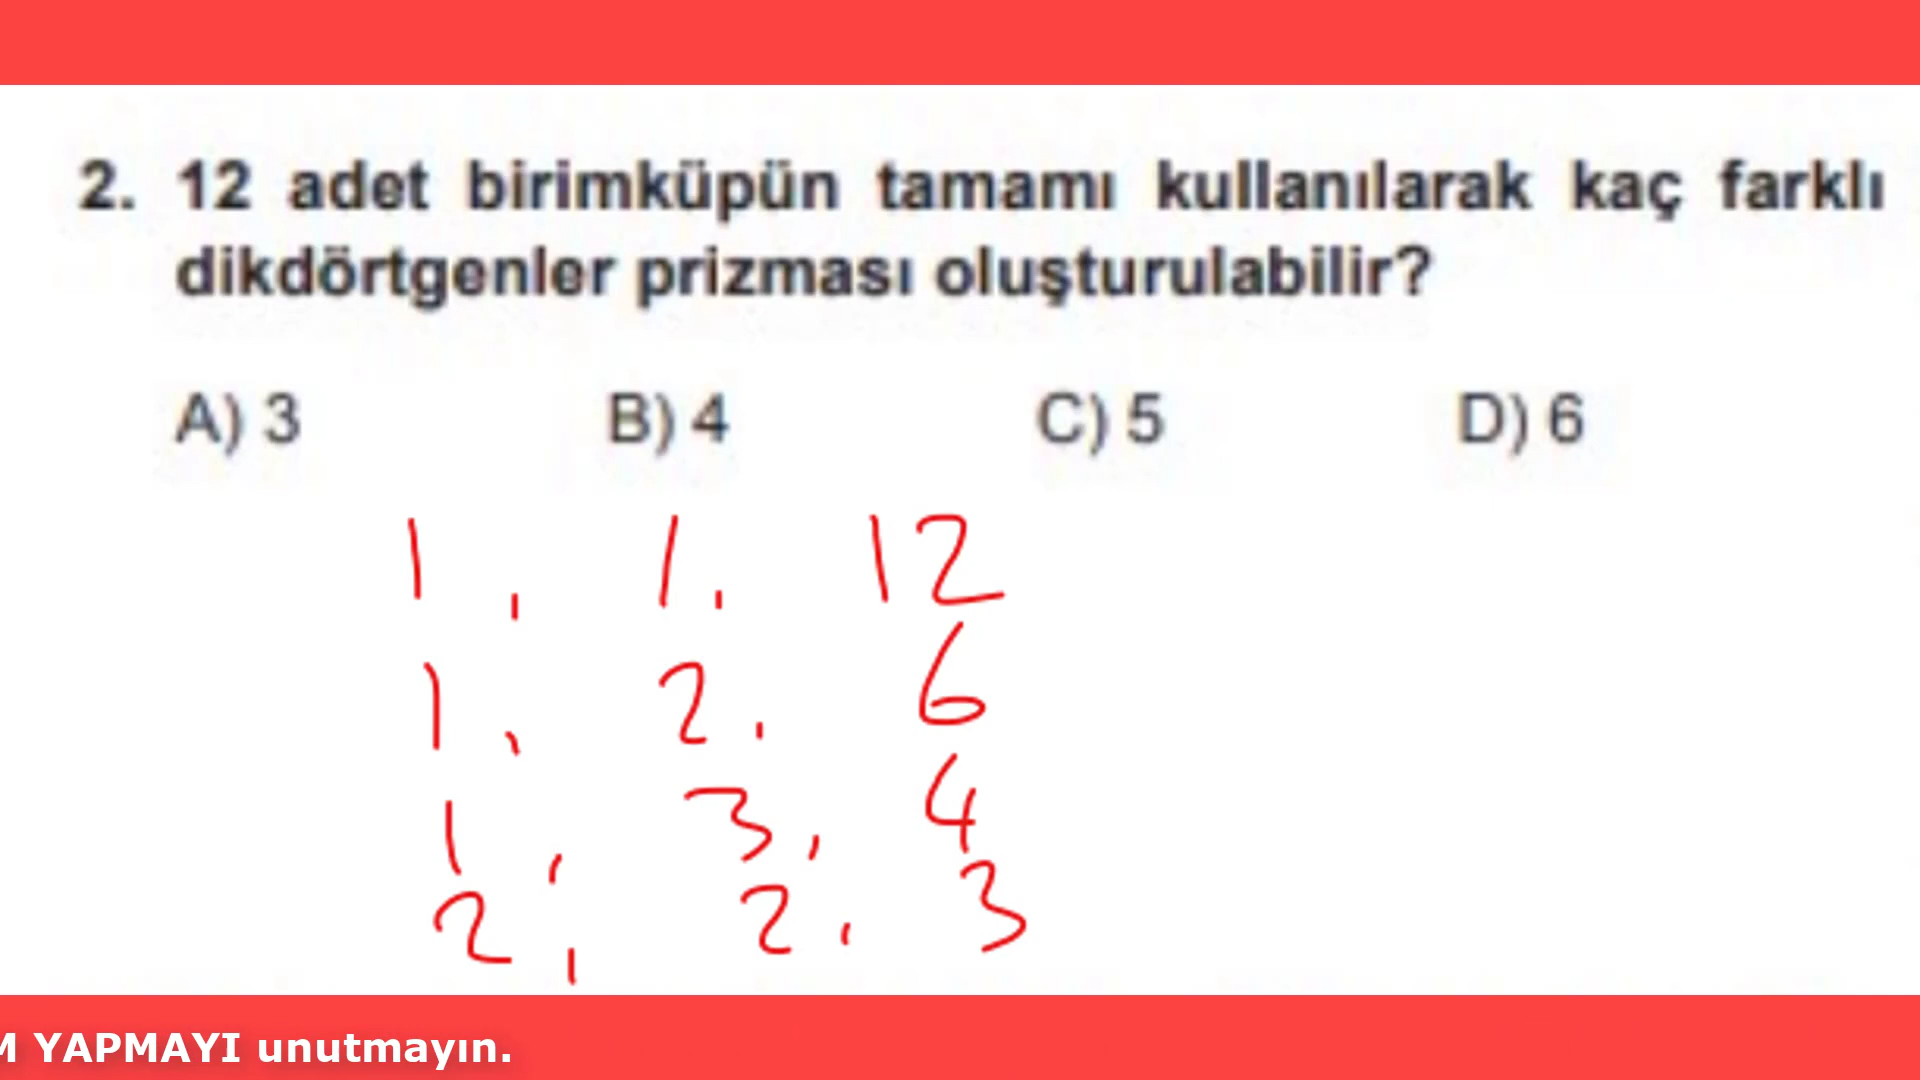 2. 12 adet birimküpün tamamı kullanılarak kaç farklı
dikdörtgenler prizması oluşturulabilir?
A) 3 B) 4 C) 5 D) 6
1, 1, 12
1, 2, 6
1, 3, 4
2, 2, 3
M YAPMAYI unutmayın.